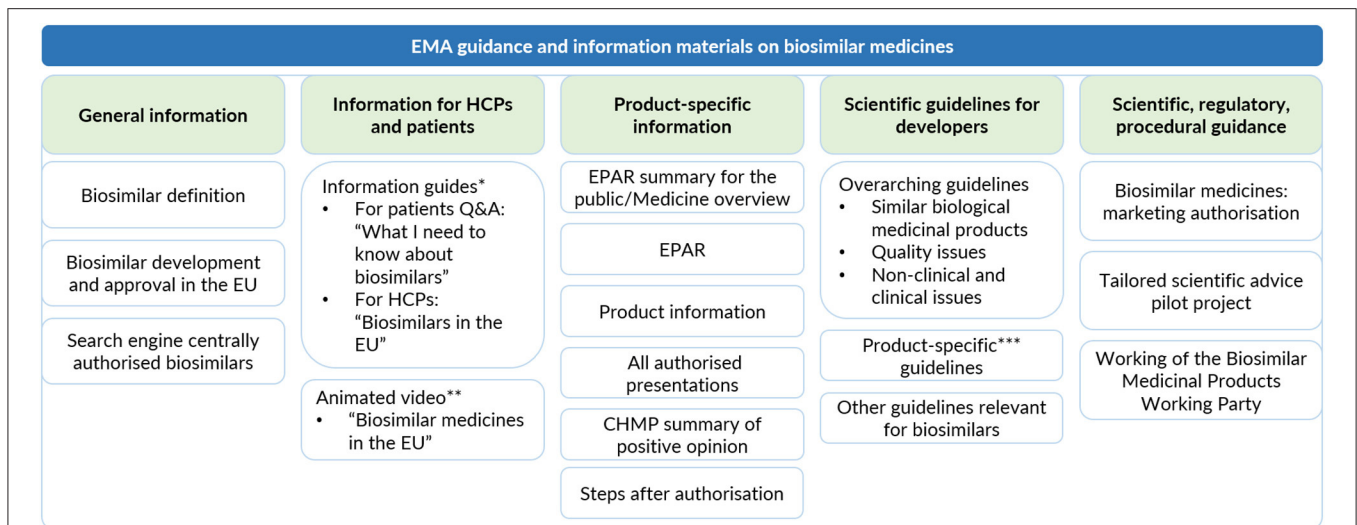 EMA guidance and information materials on biosimilar medicines
General information
Biosimilar definition
Biosimilar development
and approval in the EU
Search engine centrally
authorised biosimilars
Information for HCPs
and patients
Information guides*
• For patients Q&A:
“What I need to
know about
biosimilars”
• For HCPs:
“Biosimilars in the
EU”
Animated video**
• “Biosimilar medicines
in the EU”
Product-specific
information
EPAR summary for the
public/Medicine overview
EPAR
Product information
All authorised
presentations
CHMP summary of
positive opinion
Steps after authorisation
Scientific guidelines for
developers
Overarching guidelines
• Similar biological
medicinal products
• Quality issues
• Non-clinical and
clinical issues
Product-specific***
guidelines
Other guidelines relevant
for biosimilars
Scientific, regulatory,
procedural guidance
Biosimilar medicines:
marketing authorisation
Tailored scientific advice
pilot project
Working of the Biosimilar
Medicinal Products
Working Party